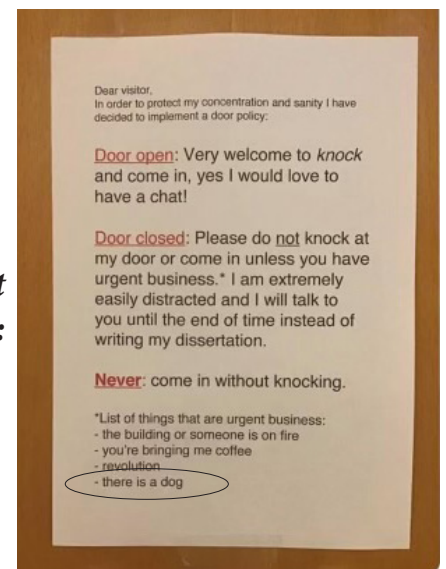 Dear visitor,
In order to protect my concentration and sanity I have
decided to implement a door policy:
Door open: Very welcome to knock
and come in, yes I would love to
have a chat!
Door closed: Please do not knock at
my door or come in unless you have
urgent business.* I am extremely
easily distracted and I will talk to
you until the end of time instead of
writing my dissertation.
Never: come in without knocking.
*List of things that are urgent business:
- the building or someone is on fire
- you're bringing me coffee
- revolution
- there is a dog
t
: